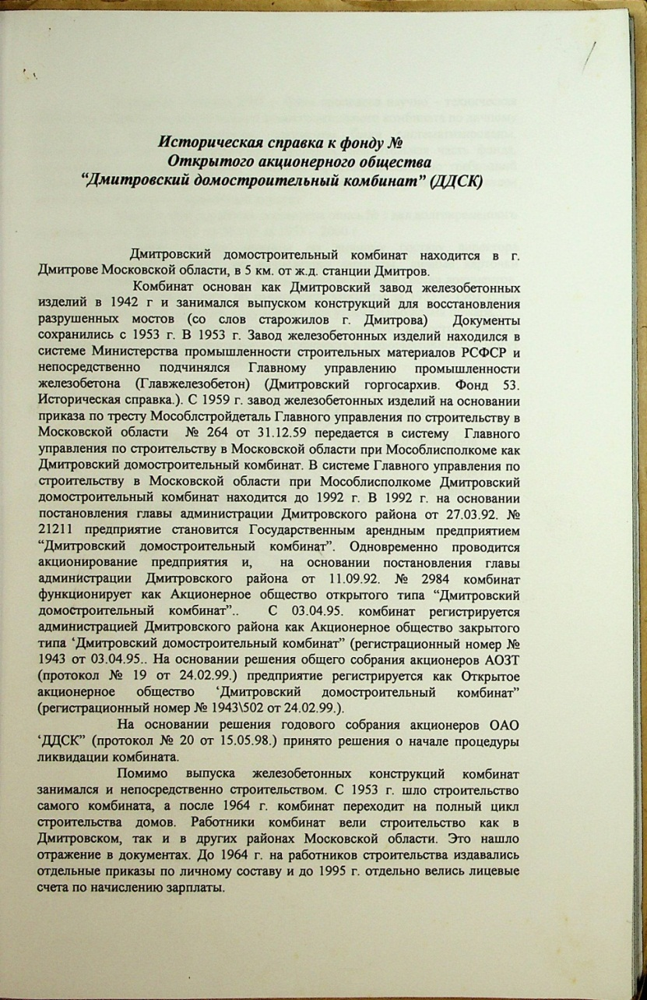 Историческая справка к фонду №
Открытого акционерного общества
“Дмитровский домостроительный комбинат” (ДДСК)
Дмитровский домостроительный комбинат находится в г.
Дмитрове Московской области, в 5 км. от ж.д. станции Дмитров.
Комбинат основан как Дмитровский завод железобетонных
изделий в 1942 г и занимался выпуском конструкций для восстановления
разрушенных мостов (со слов старожилов г. Дмитрова) Документы
сохранились с 1953 г. В 1953 г. Завод железобетонных изделий находился в
системе Министерства промышленности строительных материалов РСФСР и
непосредственно подчинялся Главному управлению промышленности
железобетона (Главжелезобетон) (Дмитровский горгосархив. Фонд 53.
Историческая справка.). С 1959 г. завод железобетонных изделий на основании
приказа по тресту Мособлстройдеталь Главного управления по строительству в
Московской области № 264 от 31.12.59 передается в систему Главного
управления по строительству в Московской области при Мособлисполкоме как
Дмитровский домостроительный комбинат. В системе Главного управления по
строительству в Московской области при Мособлисполкоме Дмитровский
домостроительный комбинат находится до 1992 г. В 1992 г. на основании
постановления главы администрации Дмитровского района от 27.03.92. №
21211 предприятие становится Государственным арендным предприятием
“Дмитровский домостроительный комбинат”. Одновременно проводится
акционирование предприятия и, на основании постановления главы
администрации Дмитровского района от 11.09.92. № 2984 комбинат
функционирует как Акционерное общество открытого типа “Дмитровский
домостроительный комбинат”.. С 03.04.95. комбинат регистрируется
администрацией Дмитровского района как Акционерное общество закрытого
типа ‘Дмитровский домостроительный комбинат” (регистрационный номер №
1943 от 03.04.95.. На основании решения общего собрания акционеров АОЗТ
(протокол № 19 от 24.02.99.) предприятие регистрируется как Открытое
акционерное общество ‘Дмитровский домостроительный комбинат”
(регистрационный номер № 1943\502 от 24.02.99.).
На основании решения годового собрания акционеров ОАО
‘ДДСК” (протокол № 20 от 15.05.98.) принято решения о начале процедуры
ликвидации комбината.
Помимо выпуска железобетонных конструкций комбинат
занимался и непосредственно строительством. С 1953 г. шло строительство
самого комбината, а после 1964 г. комбинат переходит на полный цикл
строительства домов. Работники комбинат вели строительство как в
Дмитровском, так и в других районах Московской области. Это нашло
отражение в документах. До 1964 г. на работников строительства издавались
отдельные приказы по личному составу и до 1995 г. отдельно велись лицевые
счета по начислению зарплаты.